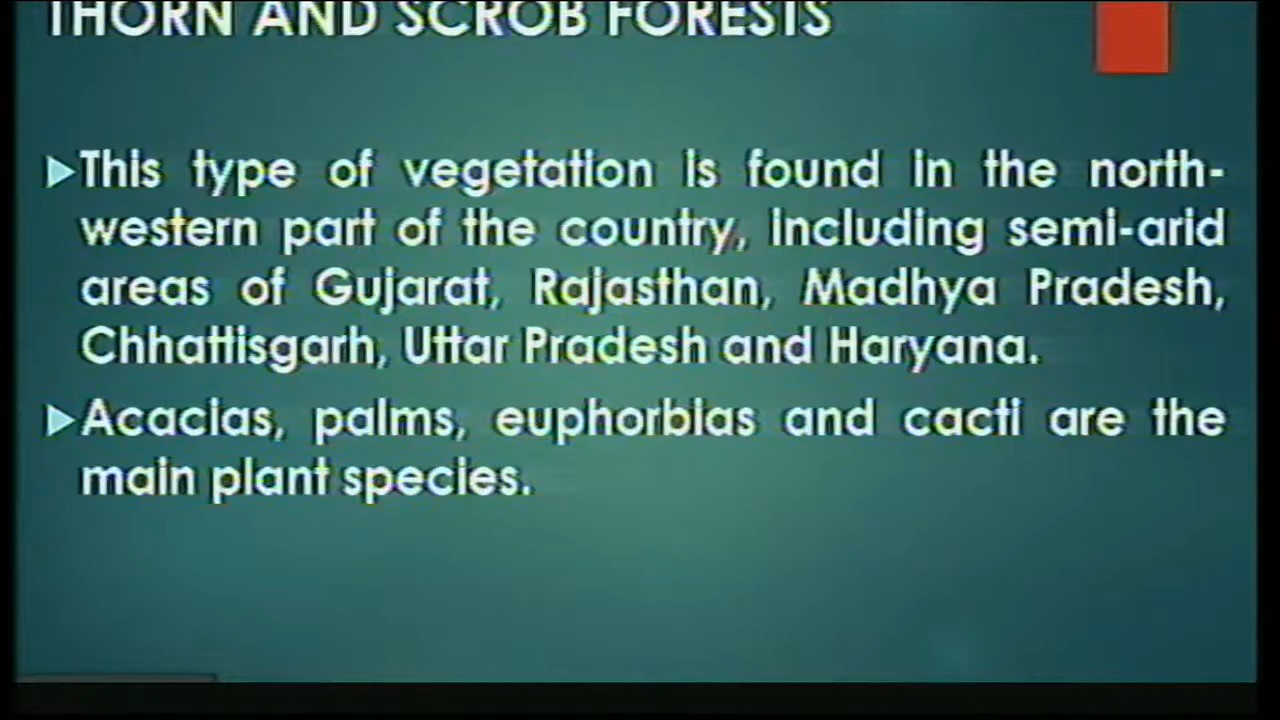 THORN AND SCROB FORESTS
▶This type of vegetation is found in the north-
western part of the country, including semi-arid
areas of Gujarat, Rajasthan, Madhya Pradesh,
Chhattisgarh, Uttar Pradesh and Haryana.
▶Acacias, palms, euphorbias and cacti are the
main plant species.